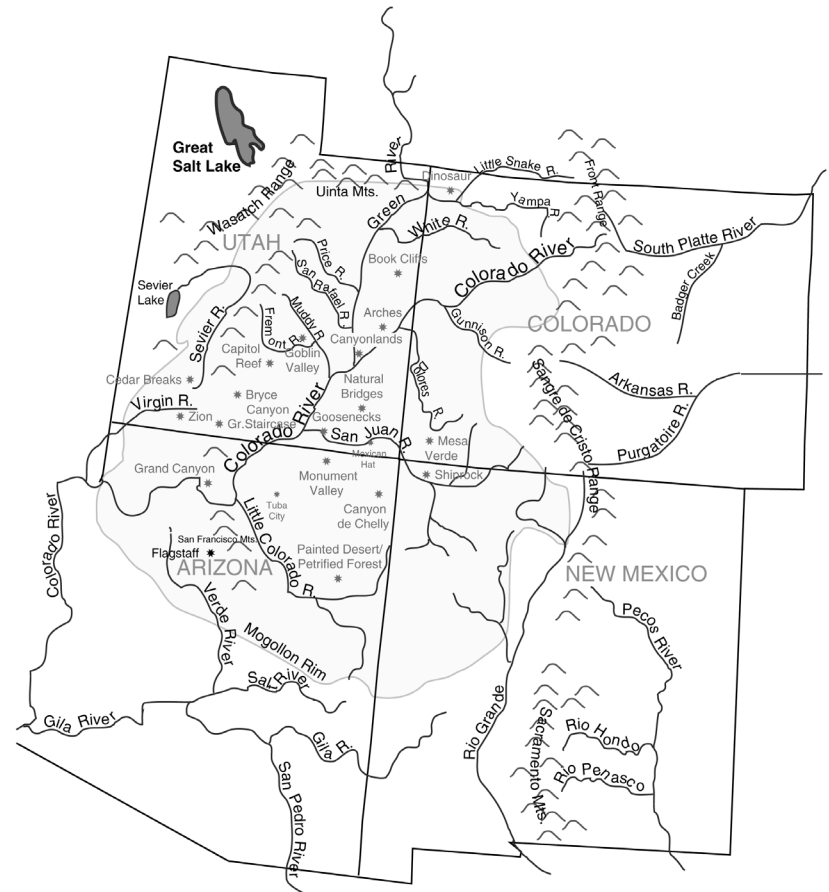 Great
Salt Lake
River
Little Snake R.
Dinosaur
Front Range
Wasatch Range
Uinta Mts.
Yampa R.
Green
White R.
UTAH
South Platte River
Price R.
Book Cliffs
Colorado River
San Rafael R.
Badger Creek
Sevier
Lake
Muddy R.
Fremont R.
Arches
Gunnison R.
COLORADO
Sevier R.
Canyonlands
Capitol
Reef
Goblin
Valley
Cedar Breaks
Natural
Bridges
Dolores R.
Sangre de Cristo Range
Arkansas R.
Virgin R.
Bryce
Canyon
Zion
Gr.Staircase
Goosenecks
Colorado River
San Juan R.
Mesa
Verde
Purgatoire R.
Mexican
Hat
Grand Canyon
Monument
Valley
Shiprock
Tuba
City
Canyon
de Chelly
Colorado River
Little Colorado R.
San Francisco Mts.
Flagstaff
Painted Desert/
Petrified Forest
ARIZONA
NEW MEXICO
Verde River
Mogollon Rim
Pecos River
Salt River
Gila River
Rio Grande
Sacramento Mts.
Rio Hondo
Gila R.
Rio Penasco
San Pedro River